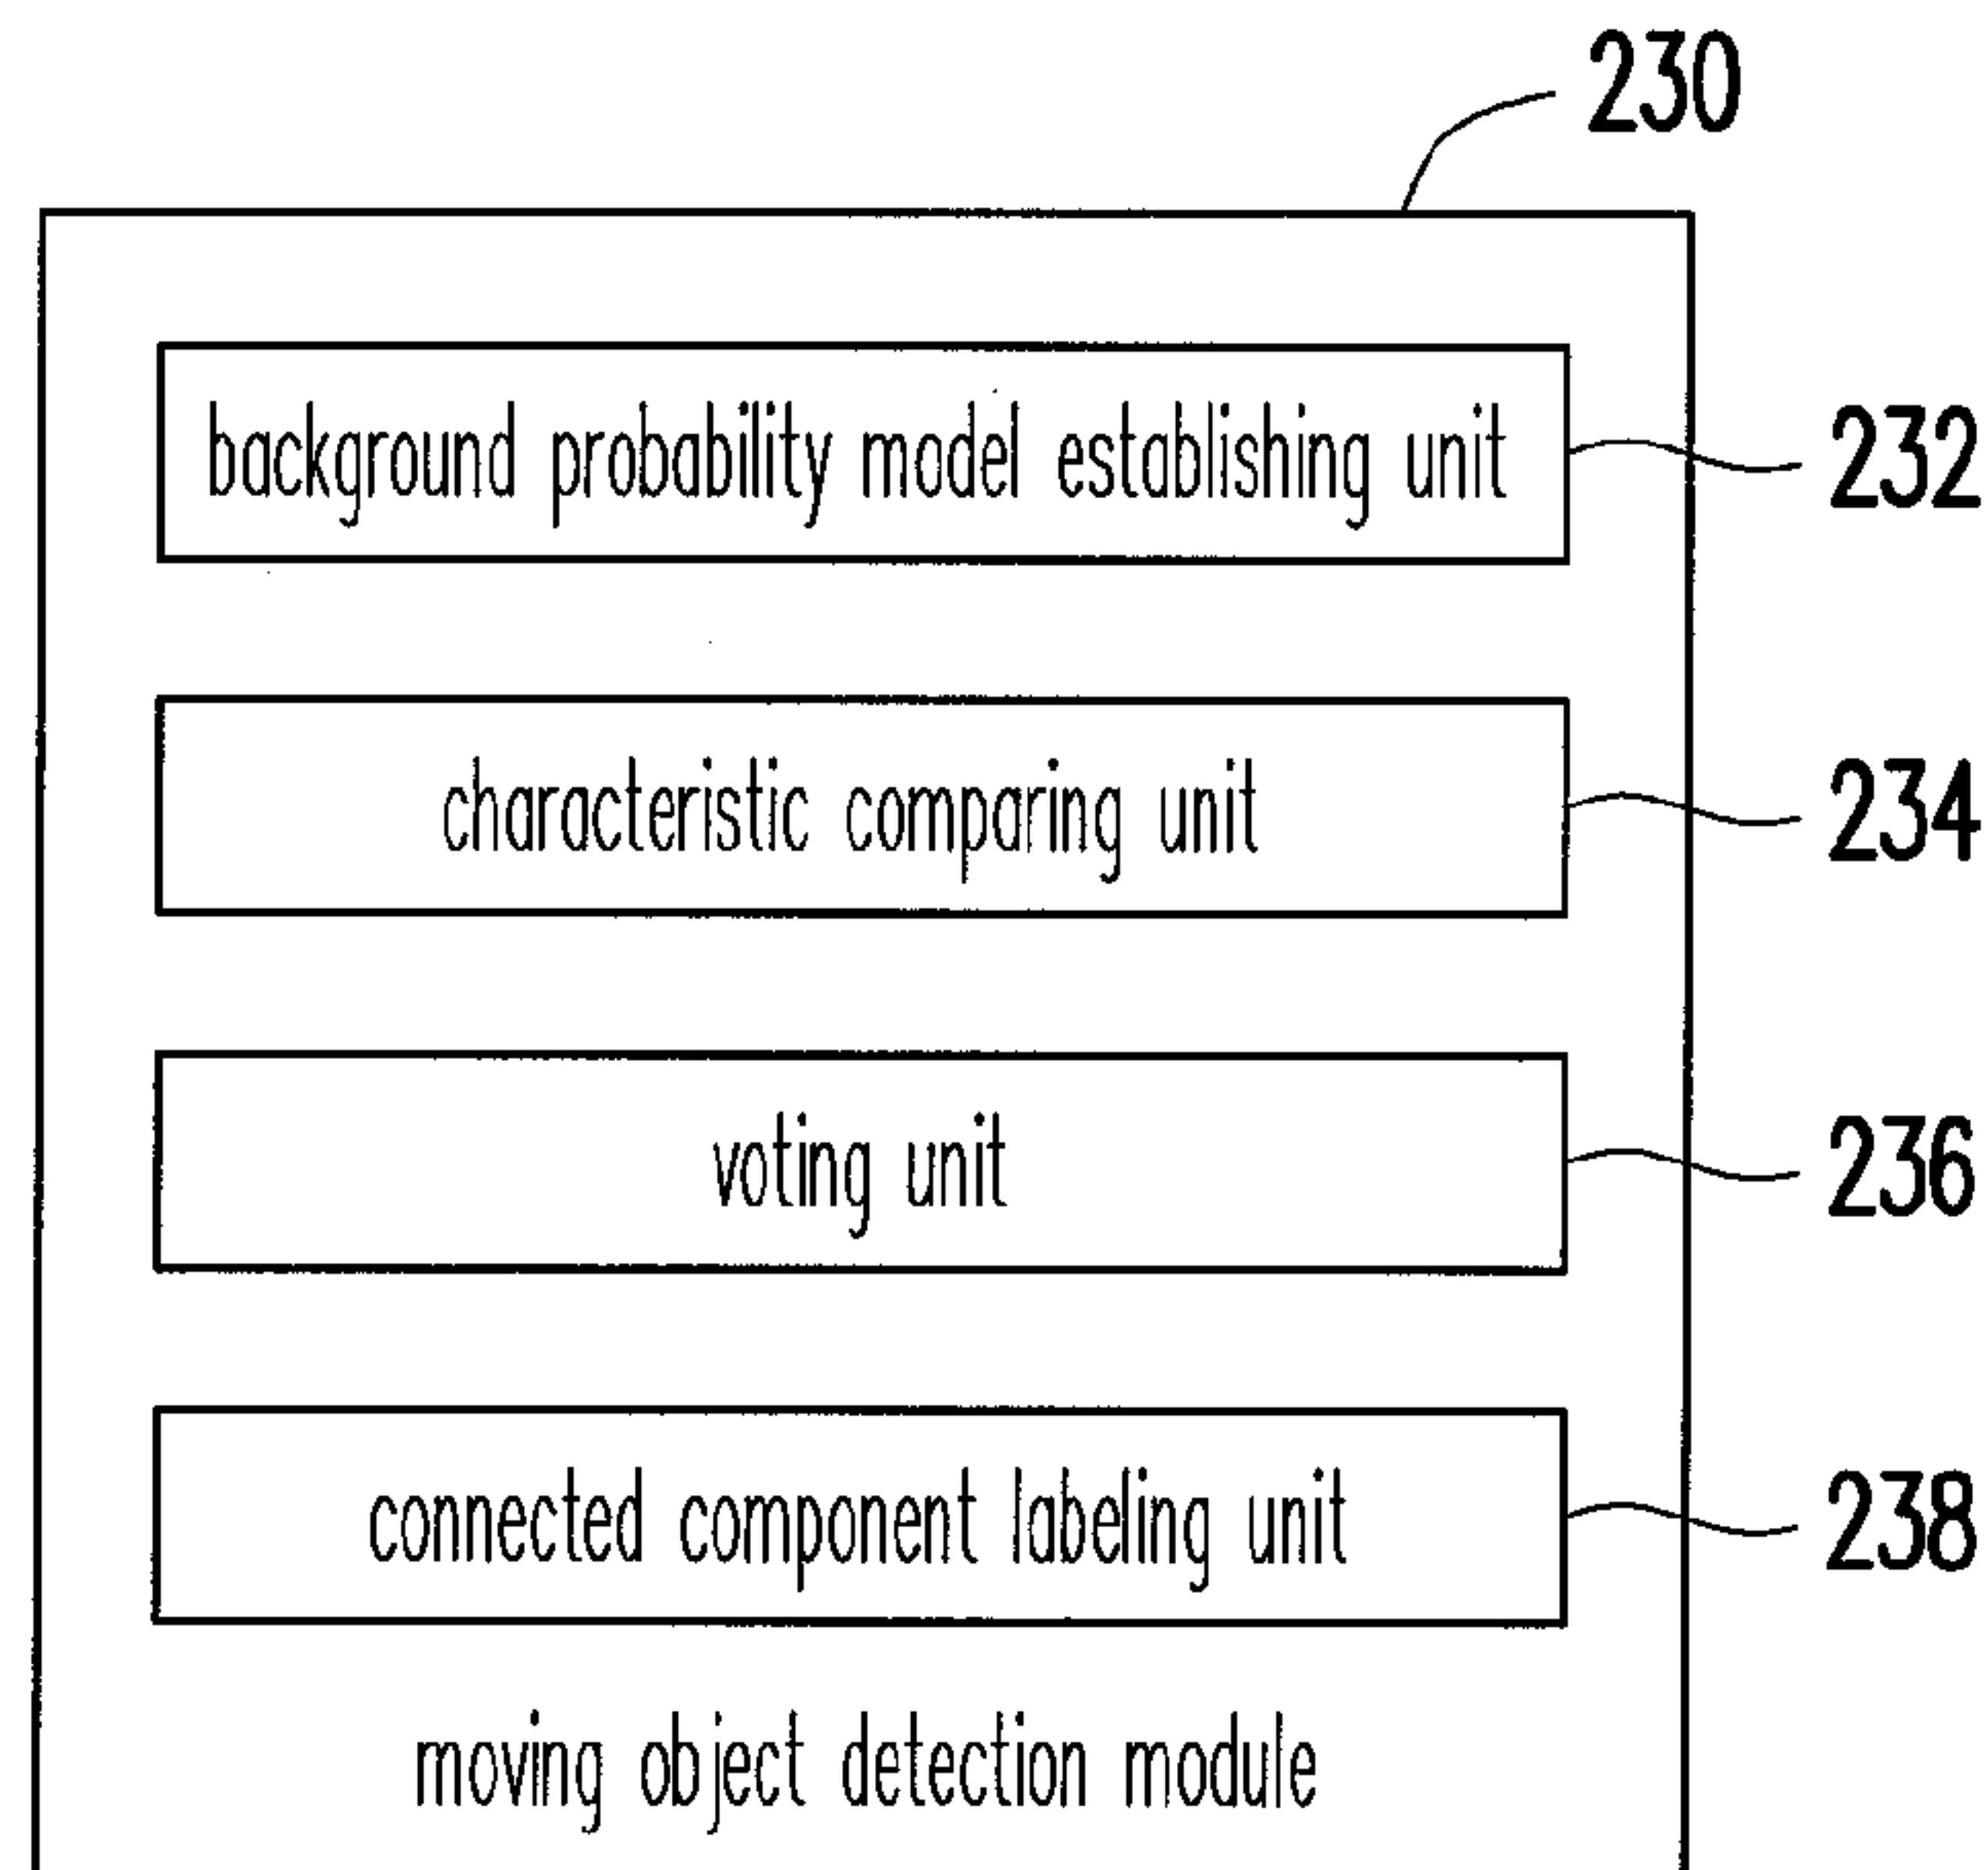 230
background probability model establishing unit
232
characteristic comparing unit
234
voting unit
236
connected component labeling unit
238
moving object detection module